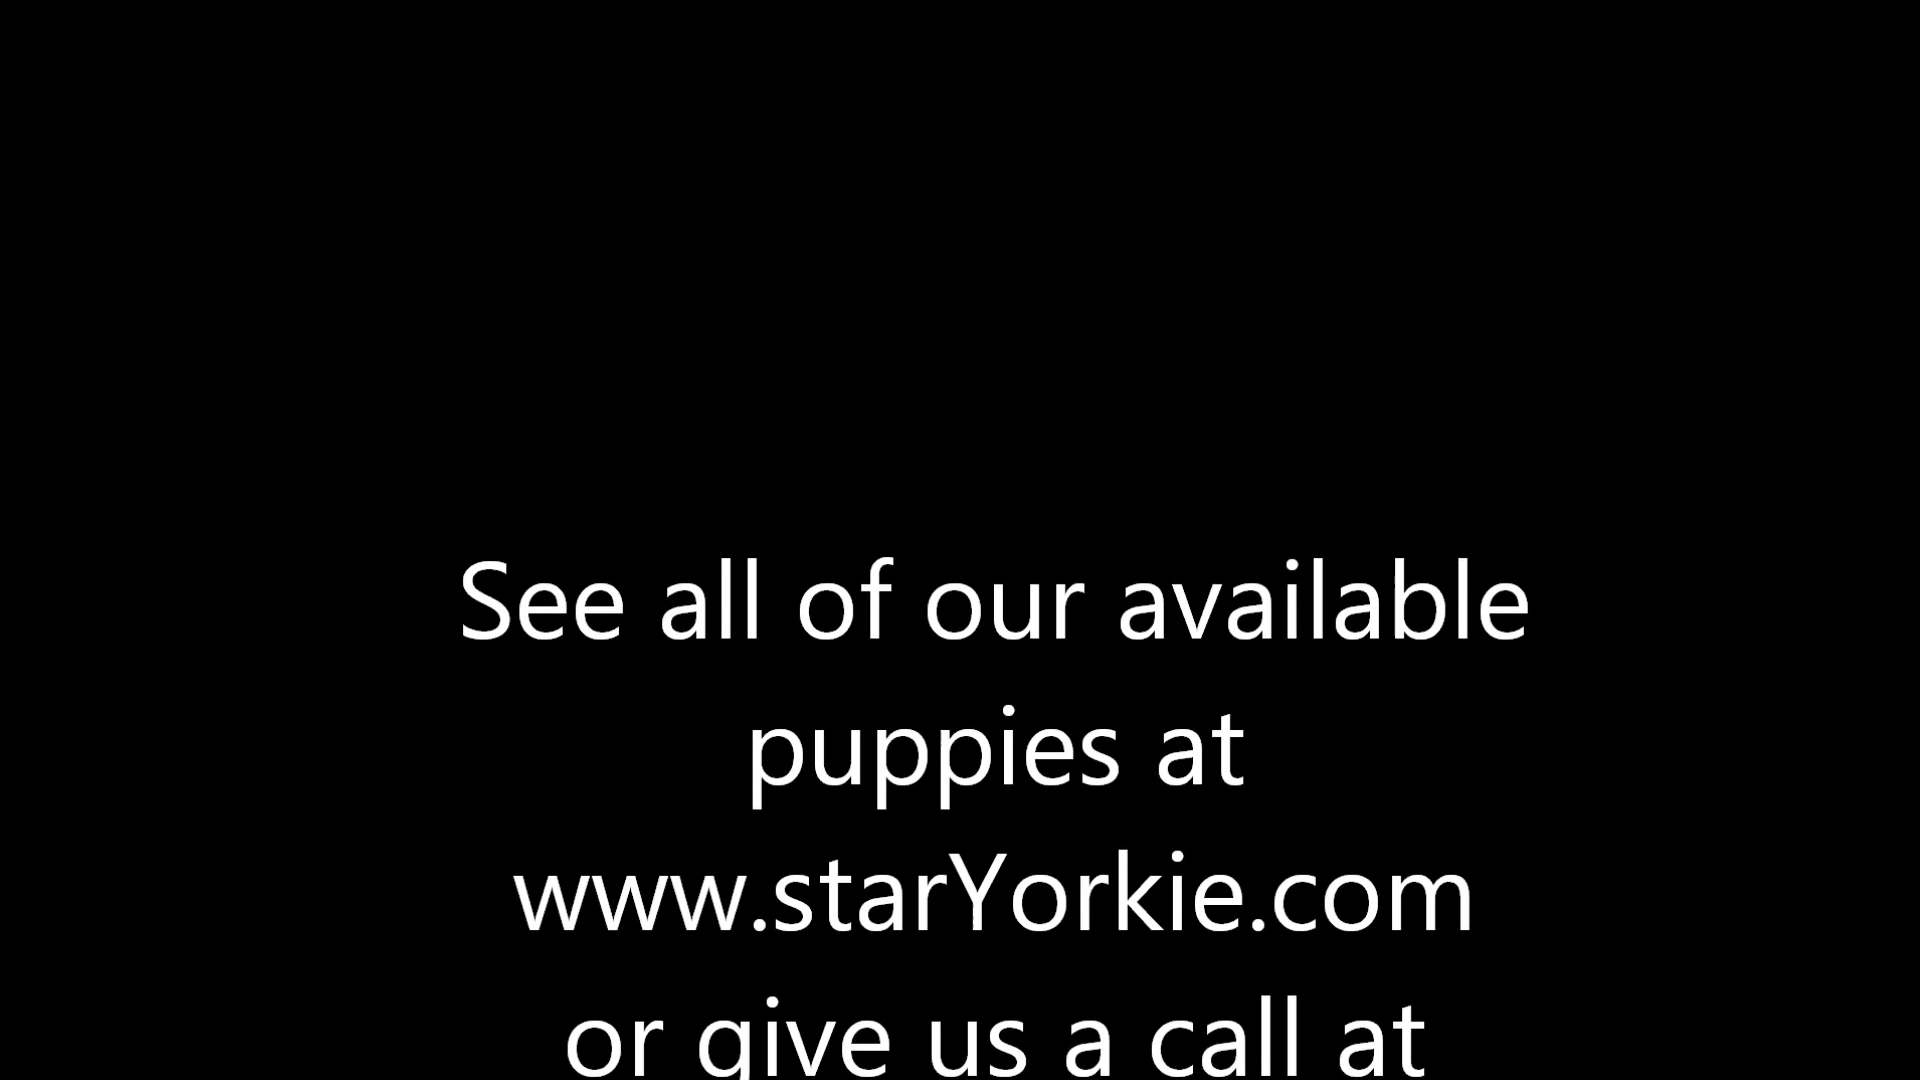 See all of our available
puppies at
www.starYorkie.com
or give us a call at